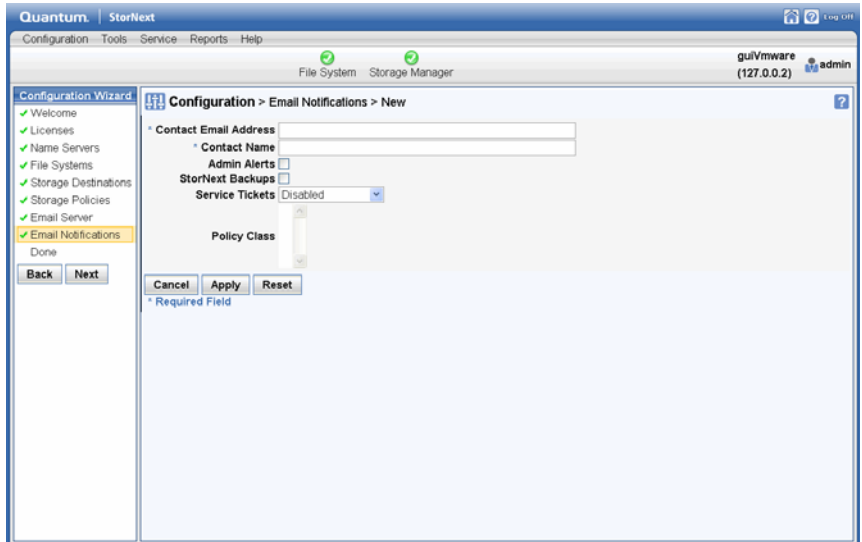 Quantum. StorNext
Log Off
Configuration Tools Service Reports Help
File System Storage Manager
guiVmware
(127.0.0.2)
admin
Configuration Wizard
Welcome
Licenses
Name Servers
File Systems
Storage Destinations
Storage Policies
Email Server
Email Notifications
Done
Back Next
Configuration > Email Notifications > New
?
* Contact Email Address
* Contact Name
Admin Alerts
StorNext Backups
Service Tickets Disabled
Policy Class
Cancel Apply Reset
* Required Field